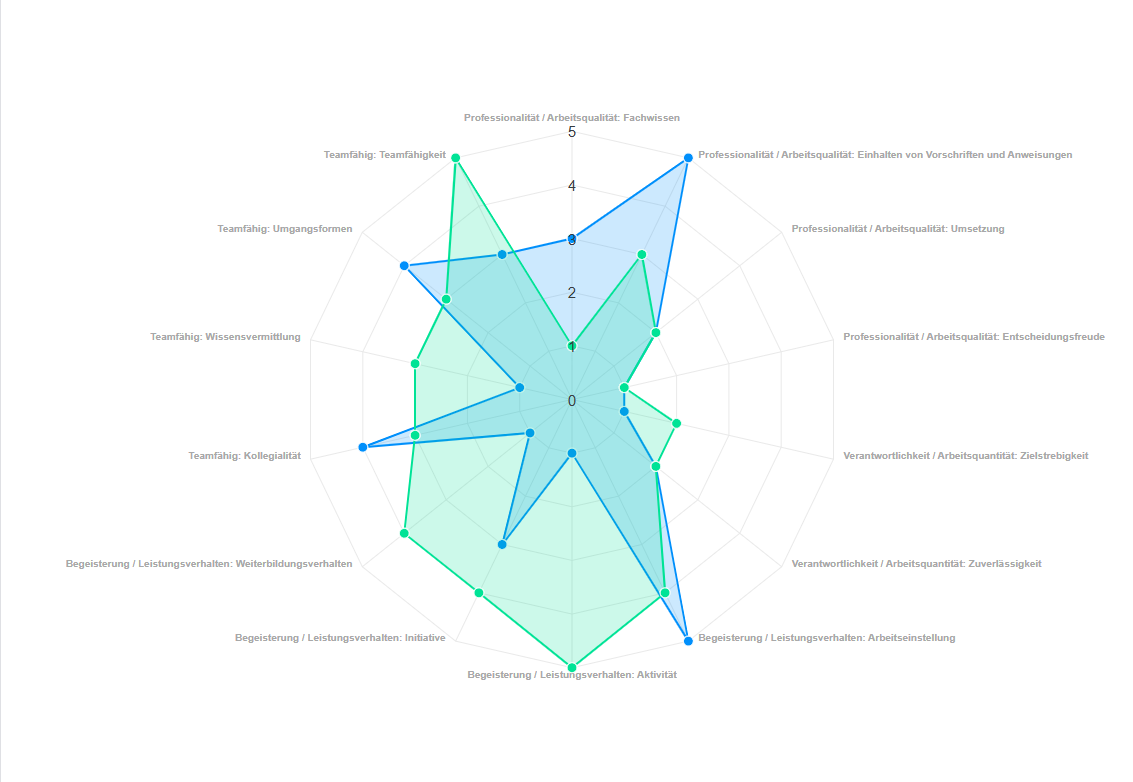 Professionalität / Arbeitsqualität: Fachwissen
5
Teamfähig: Teamfähigkeit
Professionalität / Arbeitsqualität: Einhalten von Vorschriften und Anweisungen
4
Teamfähig: Umgangsformen
Professionalität / Arbeitsqualität: Umsetzung
3
2
Teamfähig: Wissensvermittlung
Professionalität / Arbeitsqualität: Entscheidungsfreude
1
0
Teamfähig: Kollegialität
Verantwortlichkeit / Arbeitsquantität: Zielstrebigkeit
Begeisterung / Leistungsverhalten: Weiterbildungsverhalten
Verantwortlichkeit / Arbeitsquantität: Zuverlässigkeit
Begeisterung / Leistungsverhalten: Initiative
Begeisterung / Leistungsverhalten: Arbeitseinstellung
Begeisterung / Leistungsverhalten: Aktivität